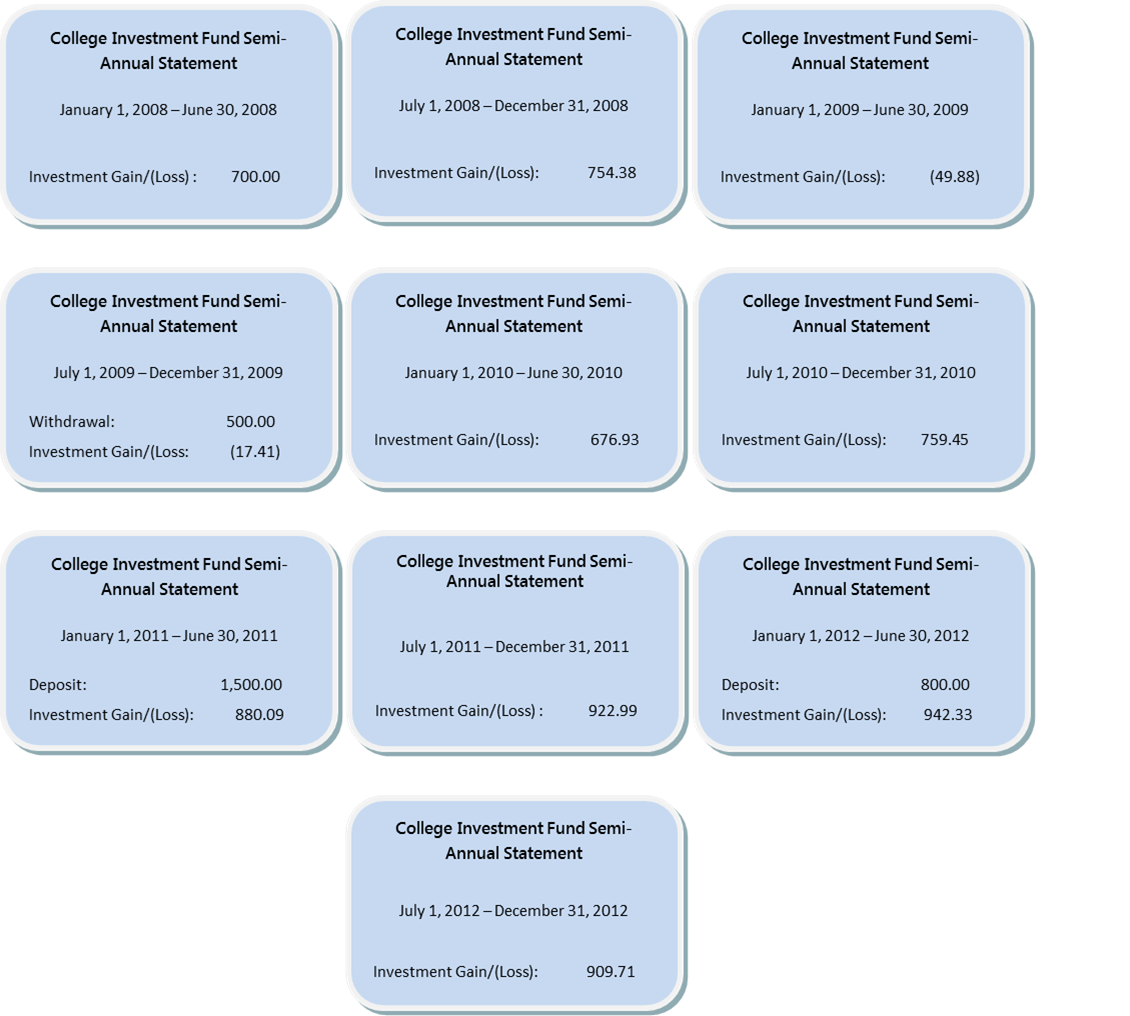 College Investment Fund Semi-
Annual Statement
January 1, 2008 – June 30, 2008
Investment Gain/(Loss) : 700.00
College Investment Fund Semi-
Annual Statement
July 1, 2008 – December 31, 2008
Investment Gain/(Loss): 754.38
College Investment Fund Semi-
Annual Statement
January 1, 2009 – June 30, 2009
Investment Gain/(Loss): (49.88)
College Investment Fund Semi-
Annual Statement
July 1, 2009 – December 31, 2009
Withdrawal: 500.00
Investment Gain/(Loss: (17.41)
College Investment Fund Semi-
Annual Statement
January 1, 2010 – June 30, 2010
Investment Gain/(Loss): 676.93
College Investment Fund Semi-
Annual Statement
July 1, 2010 – December 31, 2010
Investment Gain/(Loss): 759.45
College Investment Fund Semi-
Annual Statement
January 1, 2011 – June 30, 2011
Deposit: 1,500.00
Investment Gain/(Loss): 880.09
College Investment Fund Semi-
Annual Statement
July 1, 2011 – December 31, 2011
Investment Gain/(Loss) : 922.99
College Investment Fund Semi-
Annual Statement
January 1, 2012 – June 30, 2012
Deposit: 800.00
Investment Gain/(Loss): 942.33
College Investment Fund Semi-
Annual Statement
July 1, 2012 – December 31, 2012
Investment Gain/(Loss): 909.71